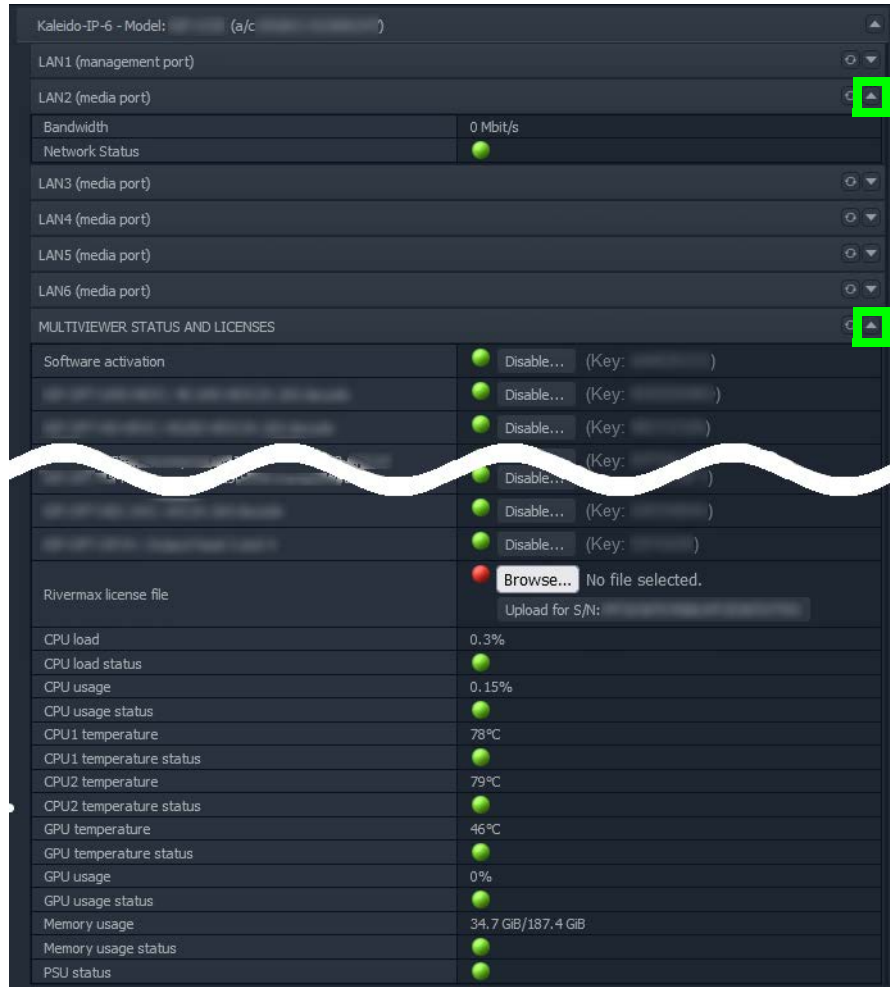 Kaleido-IP-6 - Model: (a/c )
LAN1 (management port)
LAN2 (media port)
Bandwidth 0 Mbit/s
Network Status
LAN3 (media port)
LAN4 (media port)
LAN5 (media port)
LAN6 (media port)
MULTIVIEWER STATUS AND LICENSES
Software activation Disable... (Key: )
Disable... (Key: )
Disable... (Key: )
Disable... (Key: )
Disable... (Key: )
Disable... (Key: )
Rivermax license file Browse... No file selected.
Upload for S/N:
CPU load 0.3%
CPU load status
CPU usage 0.15%
CPU usage status
CPU1 temperature 78°C
CPU1 temperature status
CPU2 temperature 79°C
CPU2 temperature status
GPU temperature 46°C
GPU temperature status
GPU usage 0%
GPU usage status
Memory usage 34.7 GiB/187.4 GiB
Memory usage status
PSU status